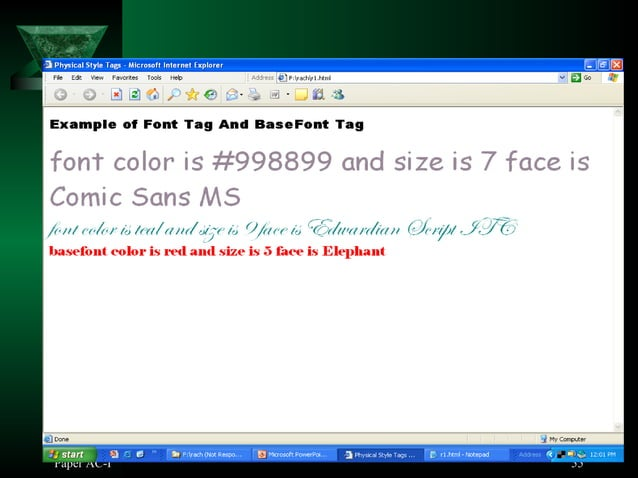 Physical Style Tags - Microsoft Internet Explorer
File Edit View Favorites Tools Help Address F:\rach\y1.html Go
Example of Font Tag And BaseFont Tag
font color is #998899 and size is 7 face is
Comic Sans MS
font color is teal and size is 9 face is Edwardian Script ITC
basefont color is red and size is 5 face is Elephant
Done My Computer
start F:\rach (Not Respo... Microsoft PowerPoi... Physical Style Tags ... r1.html - Notepad Address 12:01 PM
Paper AC-1 55